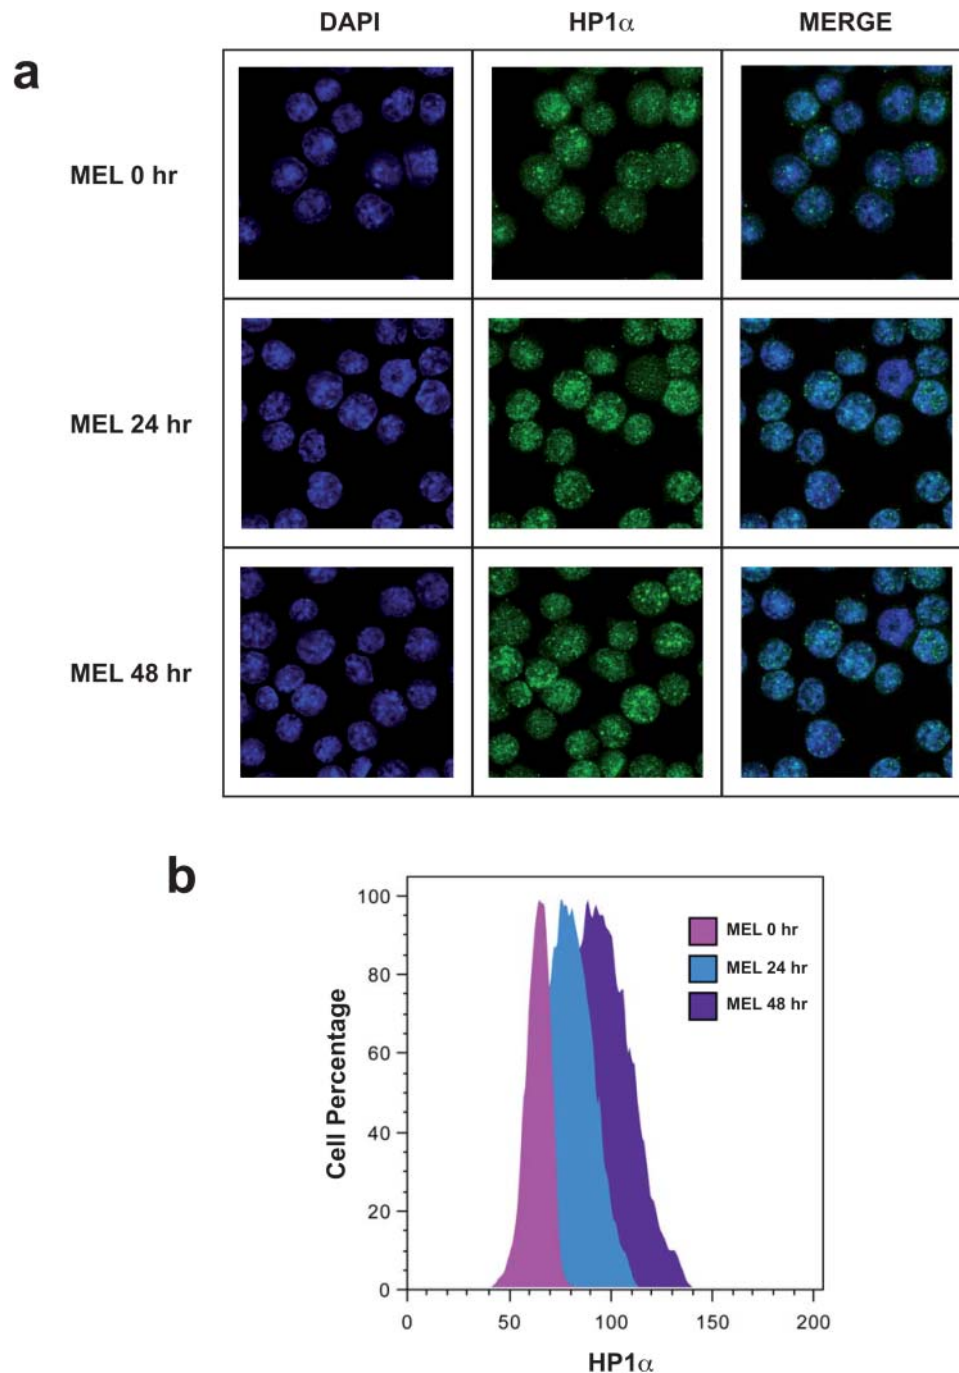 DAPI HP1α MERGE
a
MEL 0 hr
MEL 24 hr
MEL 48 hr
b
100
80
60
40
20
0
Cell Percentage
MEL 0 hr
MEL 24 hr
MEL 48 hr
0 50 100 150 200
HP1α